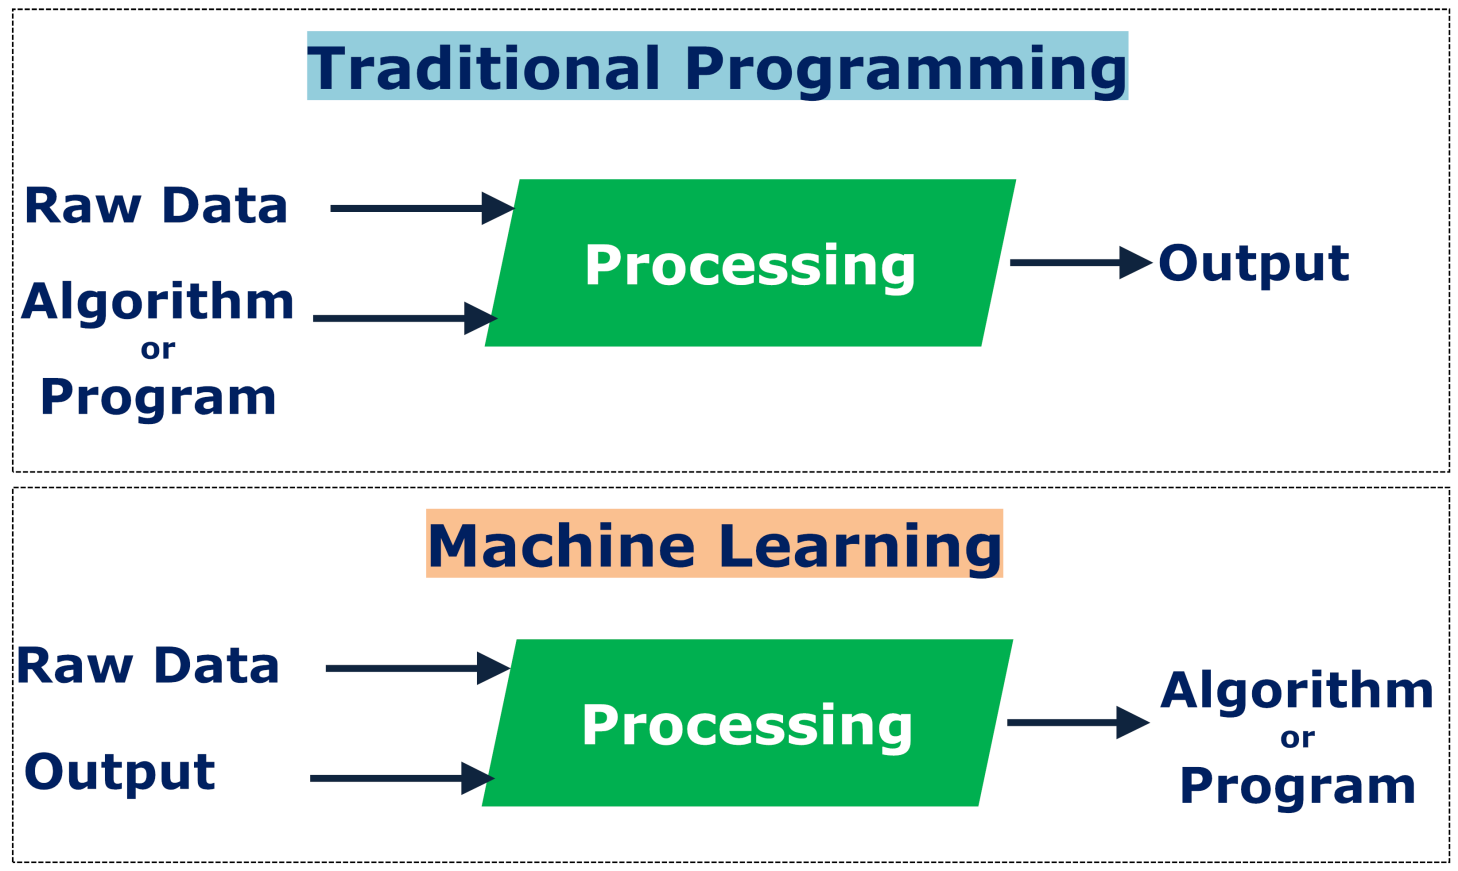 Traditional Programming
Raw Data
Algorithm
or
Program
Processing
Output
Machine Learning
Raw Data
Output
Processing
Algorithm
or
Program